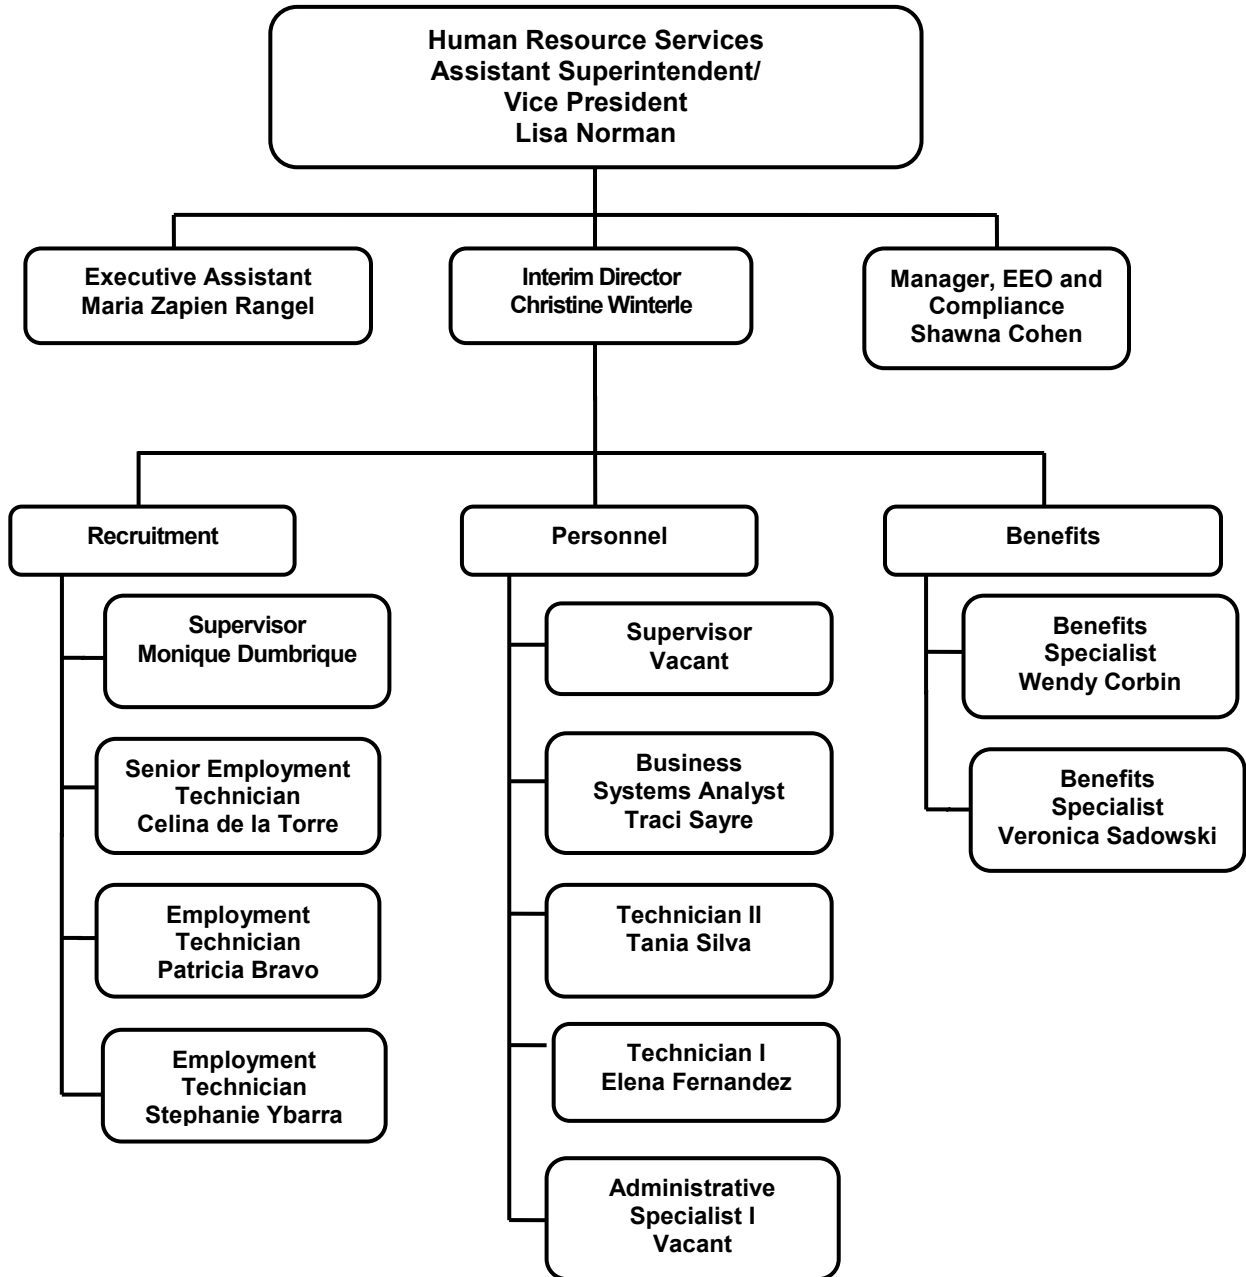 Human Resource Services
Assistant Superintendent/
Vice President
Lisa Norman
Executive Assistant
Maria Zapien Rangel
Interim Director
Christine Winterle
Manager, EEO and
Compliance
Shawna Cohen
Recruitment
Supervisor
Monique Dumbrique
Senior Employment
Technician
Celina de la Torre
Employment
Technician
Patricia Bravo
Employment
Technician
Stephanie Ybarra
Personnel
Supervisor
Vacant
Business
Systems Analyst
Traci Sayre
Technician II
Tania Silva
Technician I
Elena Fernandez
Administrative
Specialist I
Vacant
Benefits
Benefits
Specialist
Wendy Corbin
Benefits
Specialist
Veronica Sadowski